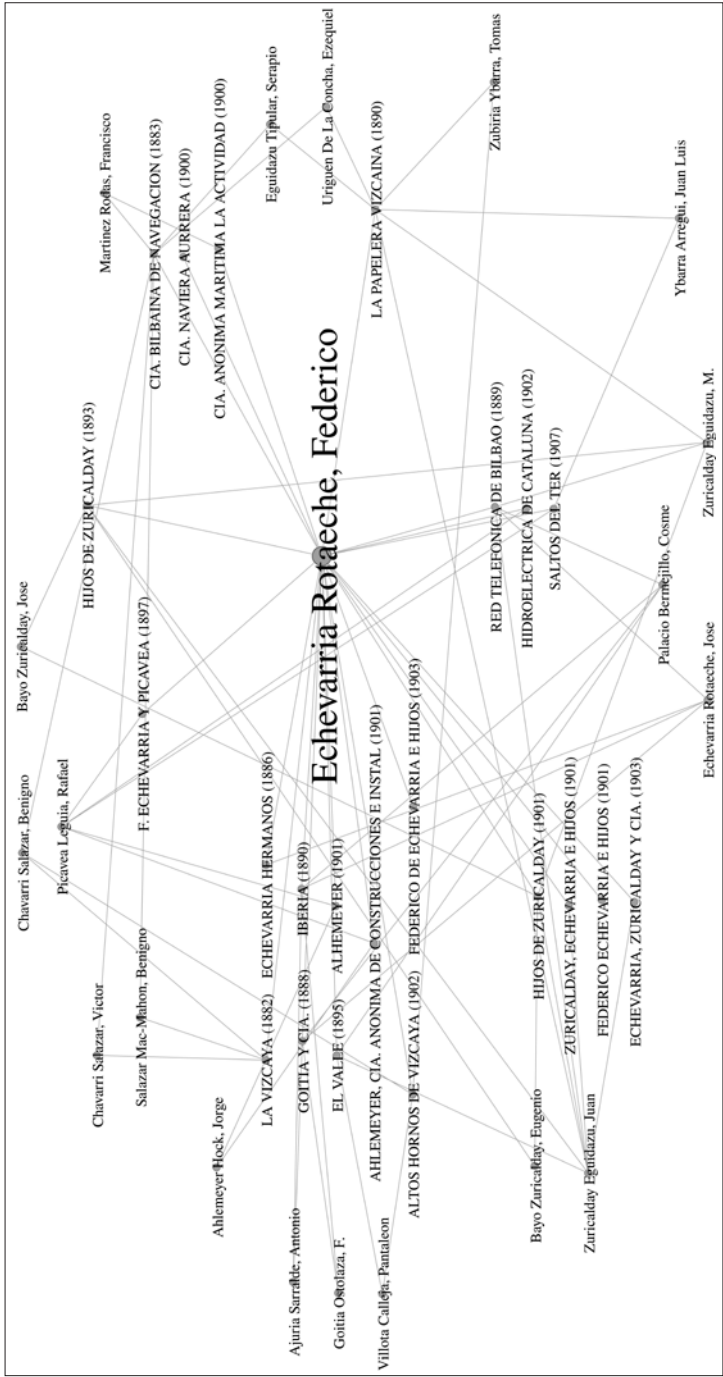 Chavarri Salazar, Benigno
Bayo Zuricalday, Jose
Picavea Leguia, Rafael
HIJOS DE ZURICALDAY (1893)
Martinez Rodas, Francisco
Chavarri Salazar, Victor
Salazar Mac-Mahon, Benigno
F. ECHEVARRIA Y PICAVEA (1897)
CIA. BILBAINA DE NAVEGACION (1883)
CIA. NAVIERA AURRERA (1900)
CIA. ANONIMA MARITIMA LA ACTIVIDAD (1900)
Ahlemeyer Hock, Jorge
Eguidazu Tipular, Serapio
LA VIZCAYA (1882)
ECHEVARRIA HERMANOS (1886)
Uriguen De La Concha, Ezequiel
Ajuria Sarralde, Antonio
GOITIA Y CIA. (1888)
IBERIA (1890)
Echevarria Rotaeche, Federico
Goitia Ostolaza, F.
EL VALLE (1895)
ALHEMEYER (1901)
LA PAPELERA VIZCAINA (1890)
Villota Calleja, Pantaleon
AHLEMEYER, CIA. ANONIMA DE CONSTRUCCIONES E INSTAL (1901)
ALTOS HORNOS DE VIZCAYA (1902)
FEDERICO DE ECHEVARRIA E HIJOS (1903)
RED TELEFONICA DE BILBAO (1889)
Zubiria Ybarra, Tomas
HIDROELECTRICA DE CATALUNA (1902)
Bayo Zuricalday, Eugenio
HIJOS DE ZURICALDAY (1901)
SALTOS DEL TER (1907)
ZURICALDAY, ECHEVARRIA E HIJOS (1901)
Zuricalday Eguidazu, Juan
FEDERICO ECHEVARRIA E HIJOS (1901)
ECHEVARRIA, ZURICALDAY Y CIA. (1903)
Palacio Bermejillo, Cosme
Ybarra Arregui, Juan Luis
Echevarria Rotaeche, Jose
Zuricalday Eguidazu, M.